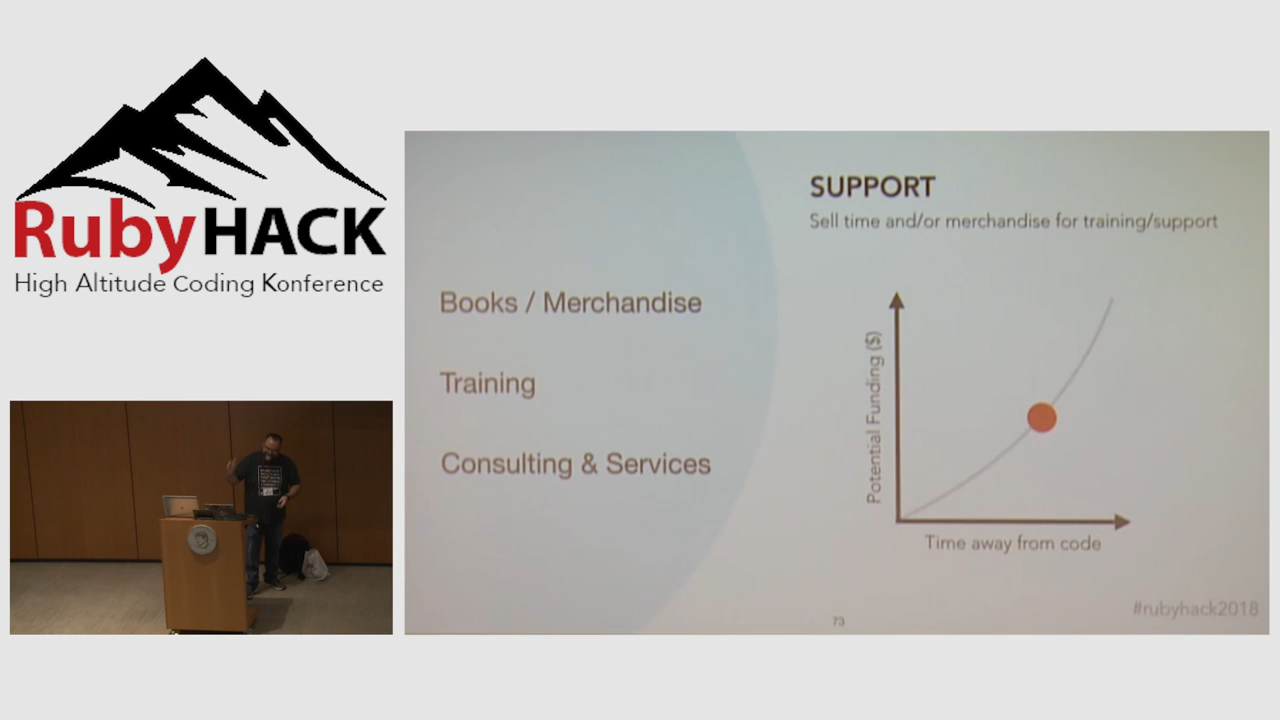 RubyHACK
High Altitude Coding Konference
SUPPORT
Sell time and/or merchandise for training/support
Books / Merchandise
Training
Consulting & Services
Potential Funding ($)
Time away from code
#rubyhack2018
73